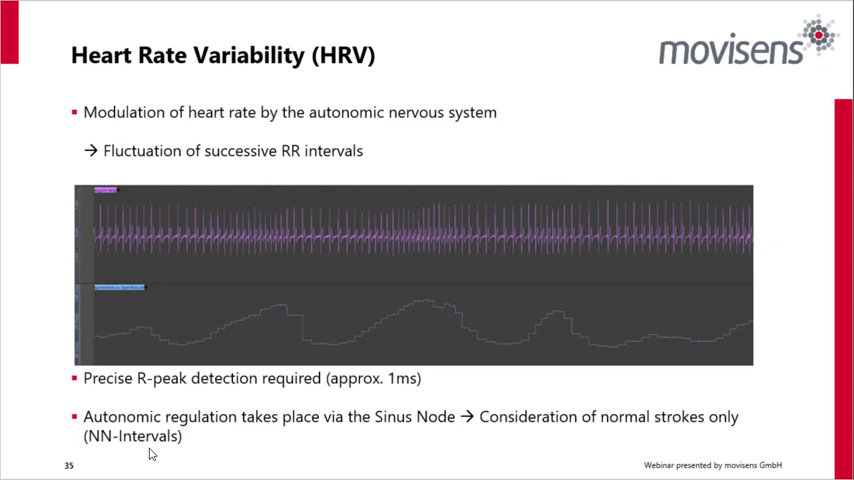 Heart Rate Variability (HRV)
movisens
▪ Modulation of heart rate by the autonomic nervous system
→ Fluctuation of successive RR intervals
▪ Precise R-peak detection required (approx. 1ms)
▪ Autonomic regulation takes place via the Sinus Node → Consideration of normal strokes only
(NN-Intervals)
35
Webinar presented by movisens GmbH